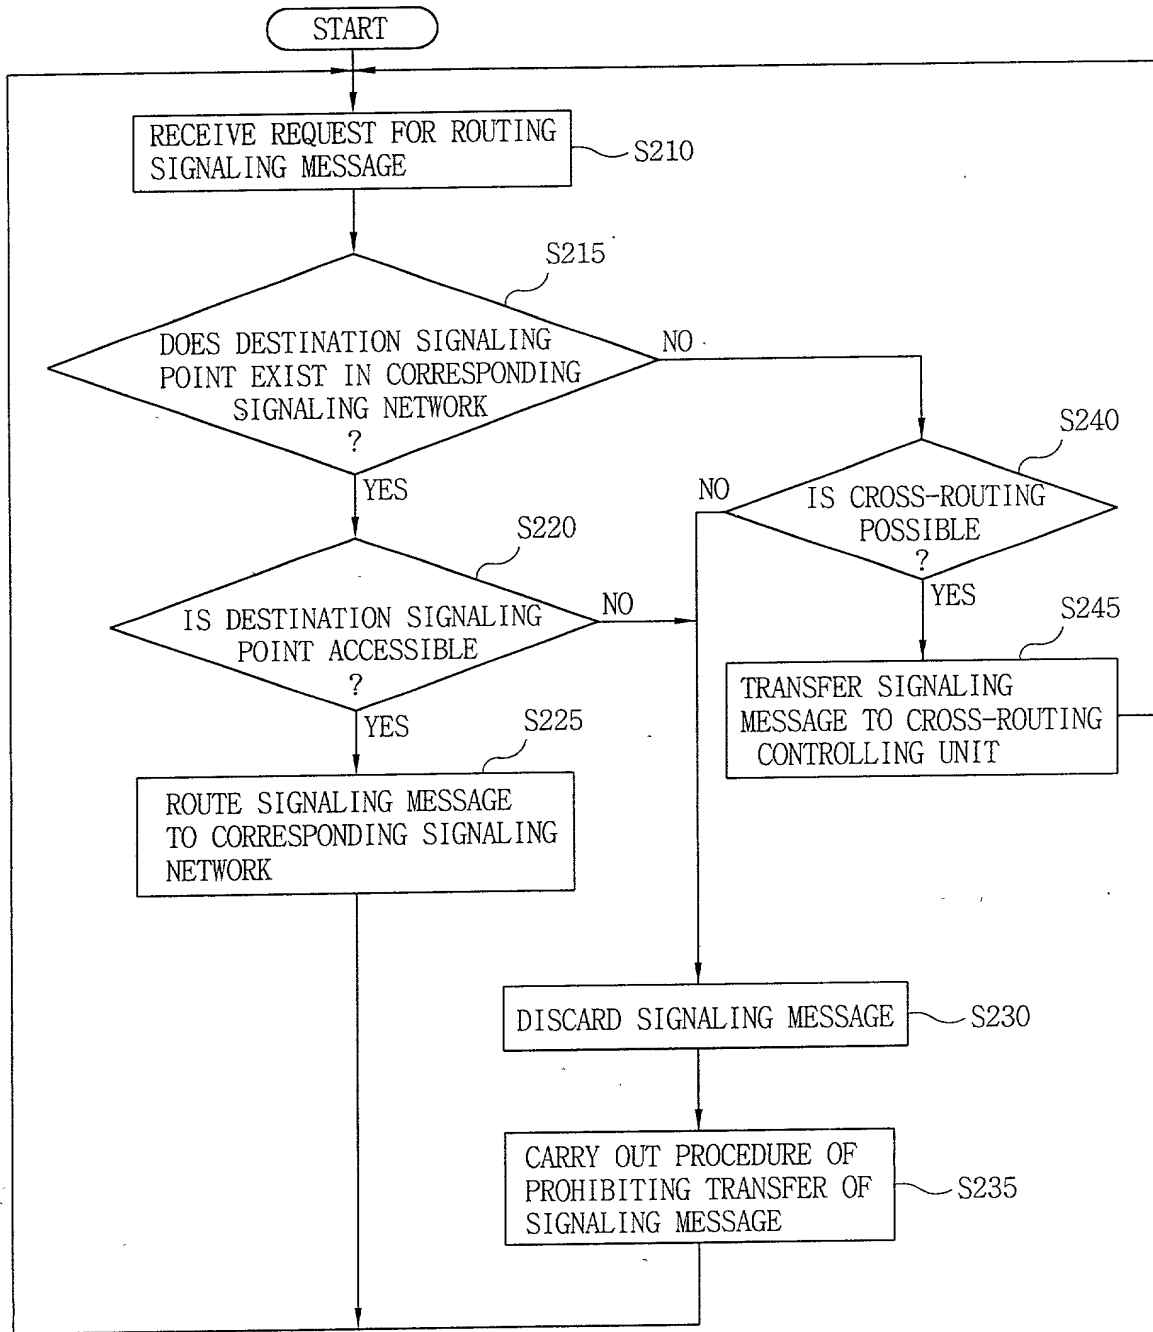 START
RECEIVE REQUEST FOR ROUTING
SIGNALING MESSAGE
S210
S215
DOES DESTINATION SIGNALING
POINT EXIST IN CORRESPONDING
SIGNALING NETWORK
?
NO
YES
S240
IS CROSS-ROUTING
POSSIBLE
?
NO
YES
S220
IS DESTINATION SIGNALING
POINT ACCESSIBLE
?
NO
YES
S245
TRANSFER SIGNALING
MESSAGE TO CROSS-ROUTING
CONTROLLING UNIT
S225
ROUTE SIGNALING MESSAGE
TO CORRESPONDING SIGNALING
NETWORK
DISCARD SIGNALING MESSAGE
S230
CARRY OUT PROCEDURE OF
PROHIBITING TRANSFER OF
SIGNALING MESSAGE
S235